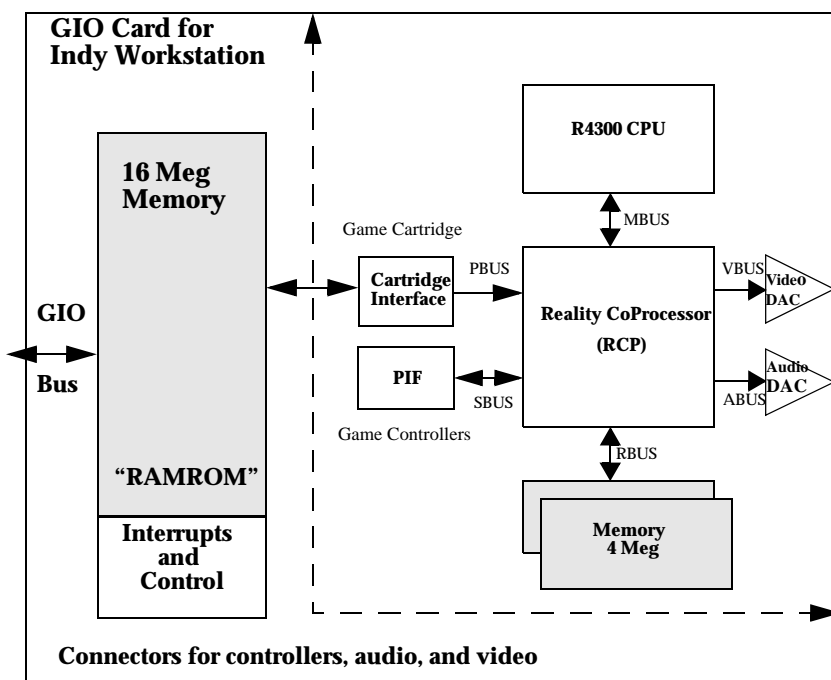 GIO Card for
Indy Workstation
16 Meg
Memory
GIO
Bus
“RAMROM”
Interrupts
and
Control
R4300 CPU
MBUS
Game Cartridge
Cartridge
Interface
PBUS
Reality CoProcessor
(RCP)
VBUS
Video
DAC
PIF
SBUS
Game Controllers
Audio
DAC
ABUS
RBUS
Memory
4 Meg
Connectors for controllers, audio, and video